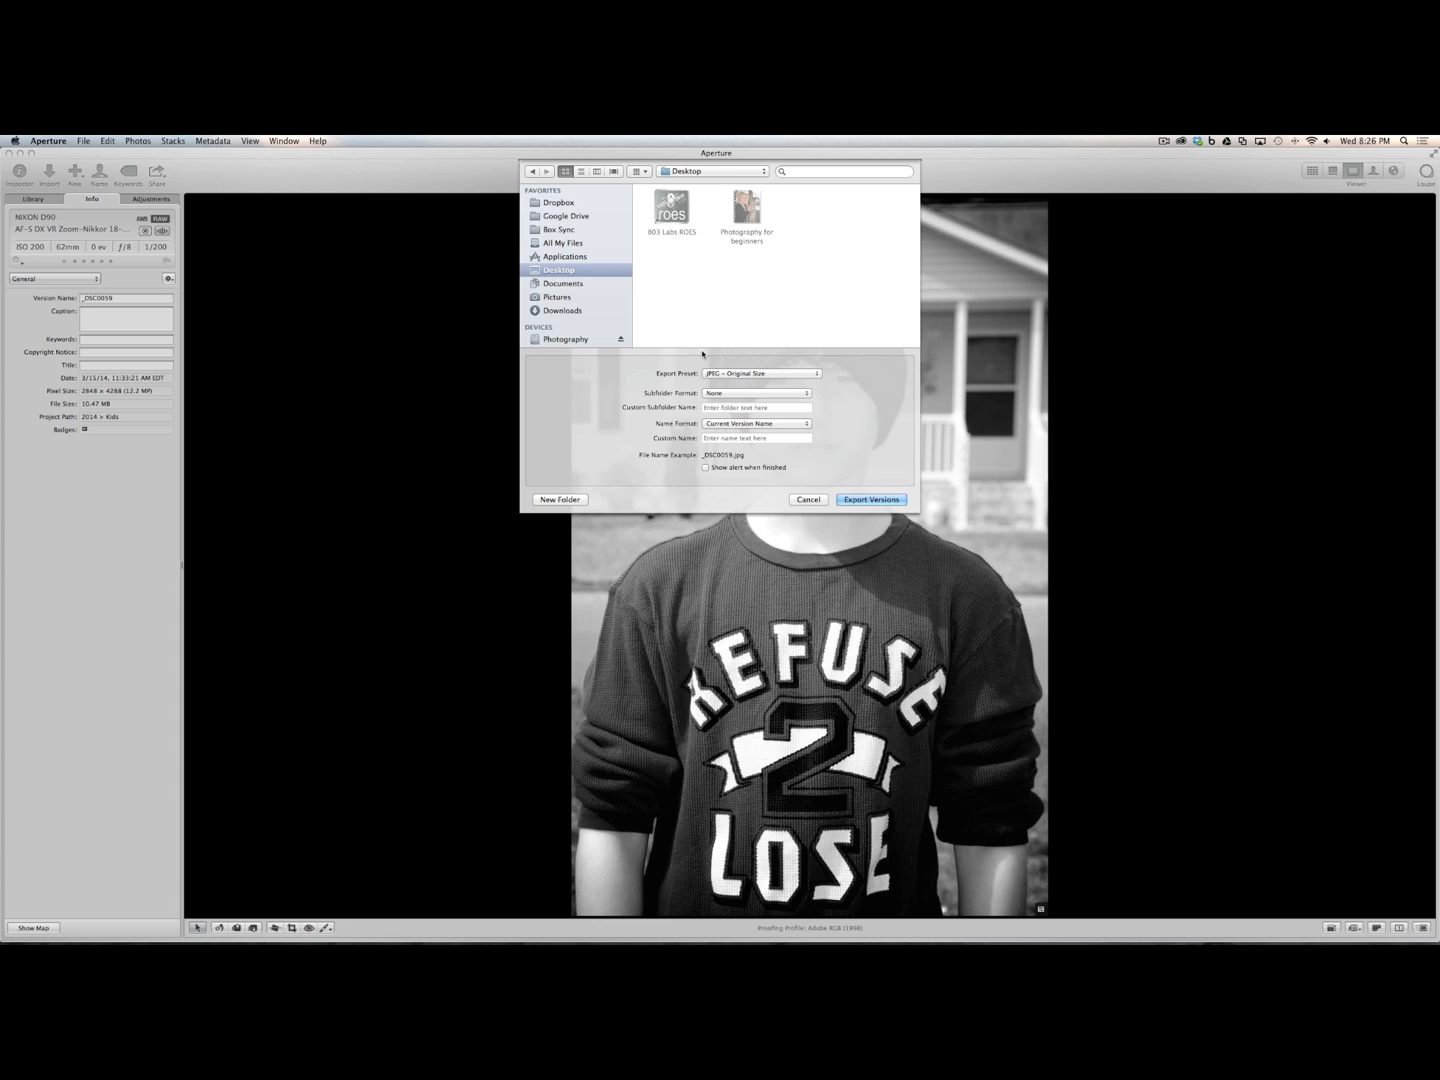 Aperture File Edit Photos Stacks Metadata View Window Help Wed 8:26 PM
Aperture
Inspector Import New Name Keywords Share
Desktop
Viewer Loupe
Library Info Adjustments
NIKON D90 AWB RAW
AF-S DX VR Zoom-Nikkor 18-...
ISO 200 62mm 0 ev ƒ/8 1/200
General
Version Name: _DSC0059
Caption:
Keywords:
Copyright Notice:
Title:
Date: 3/15/14, 11:33:21 AM EDT
Pixel Size: 2848 × 4288 (12.2 MP)
File Size: 10.47 MB
Project Path: 2014 > Kids
Badges:
Show Map
FAVORITES
Dropbox
Google Drive
Box Sync
All My Files
Applications
Desktop
Documents
Pictures
Downloads
DEVICES
Photography
roes
803 Labs ROES
Photography for
beginners
Export Preset: JPEG - Original Size
Subfolder Format: None
Custom Subfolder Name: Enter folder text here
Name Format: Current Version Name
Custom Name: Enter name text here
File Name Example: _DSC0059.jpg
Show alert when finished
New Folder Cancel Export Versions
REFUSE
2
LOSE
Proofing Profile: Adobe RGB (1998)